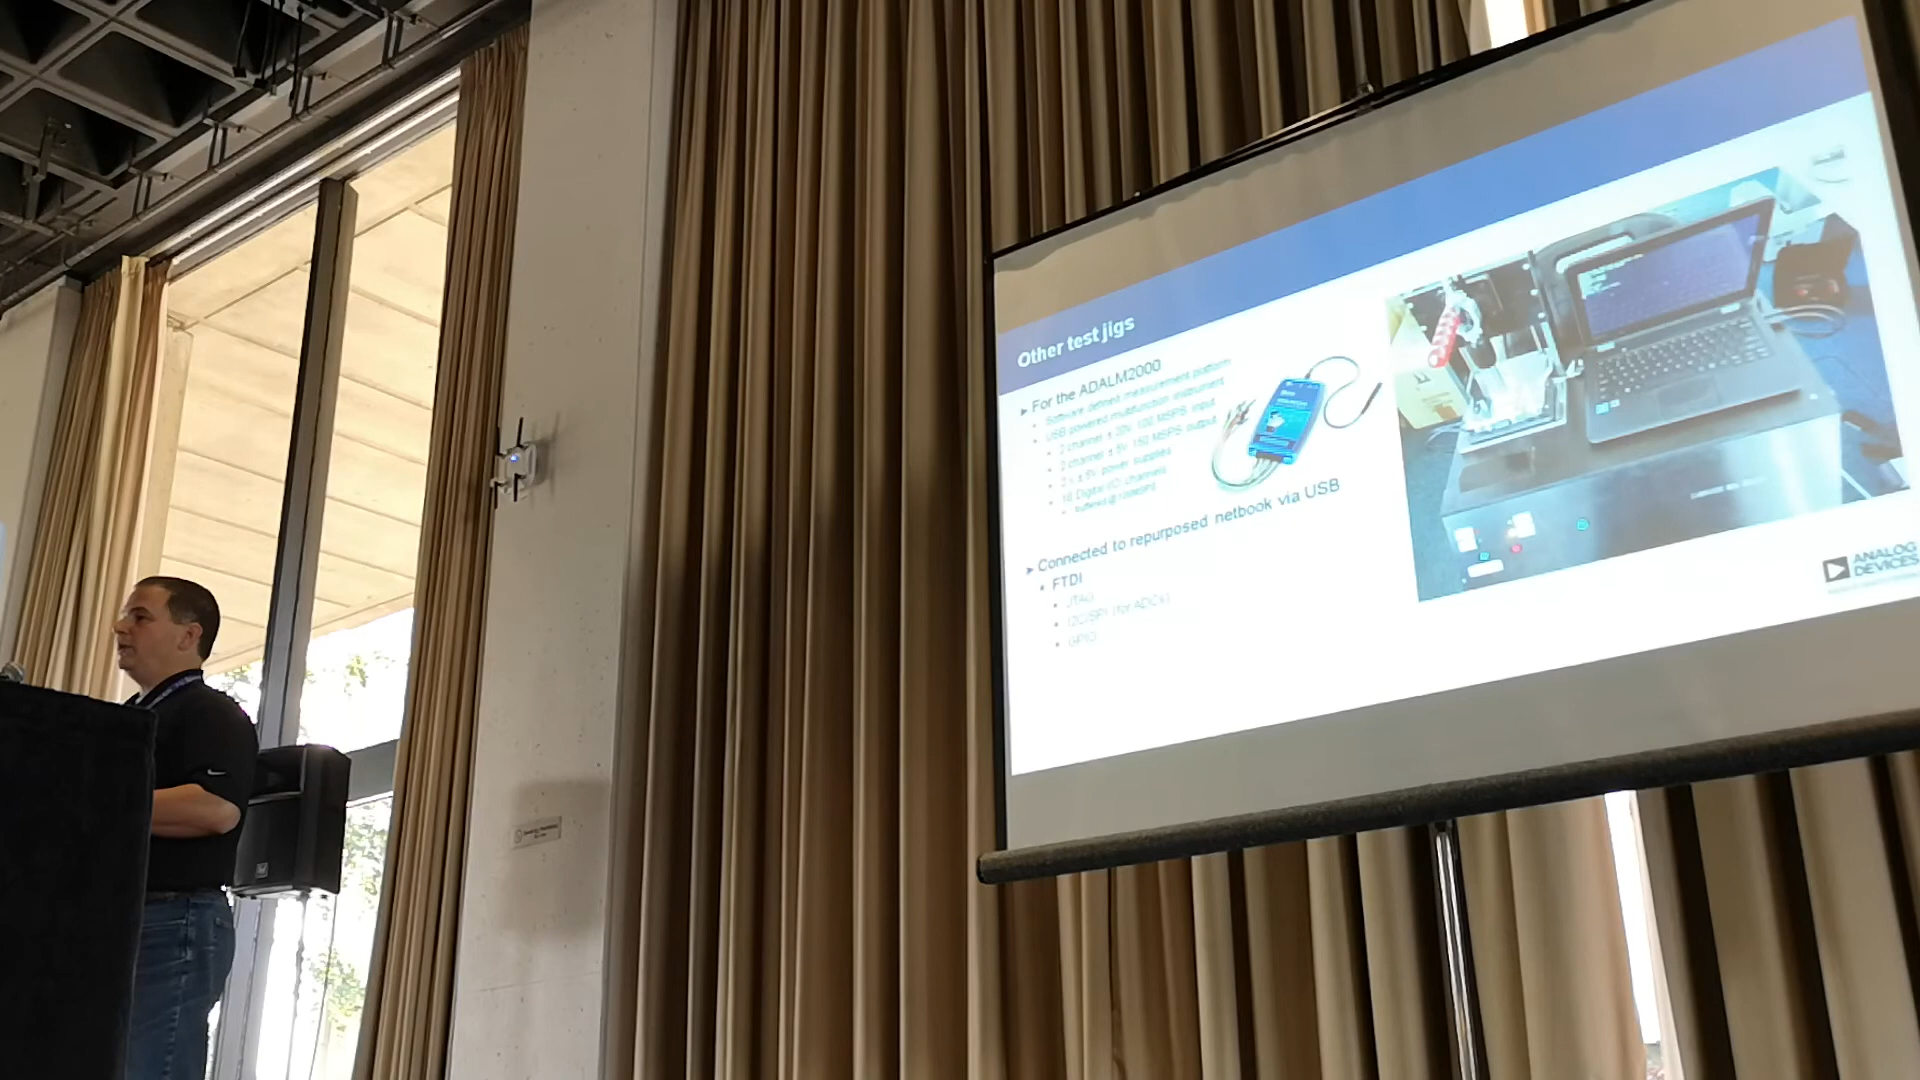 Other test jigs
► For the ADALM2000
• Software defined measurement platform
• USB powered multifunction instrument
• 2 channel ± 20V, 100 MSPS input
• 2 channel ± 5V 150 MSPS output
• 2 x ± 5V power supplies
• 16 Digital I/O channels
► Connected to repurposed netbook via USB
• FTDI
• JTAG
• I2C/SPI (for ADCs)
• GPIO
ANALOG
DEVICES